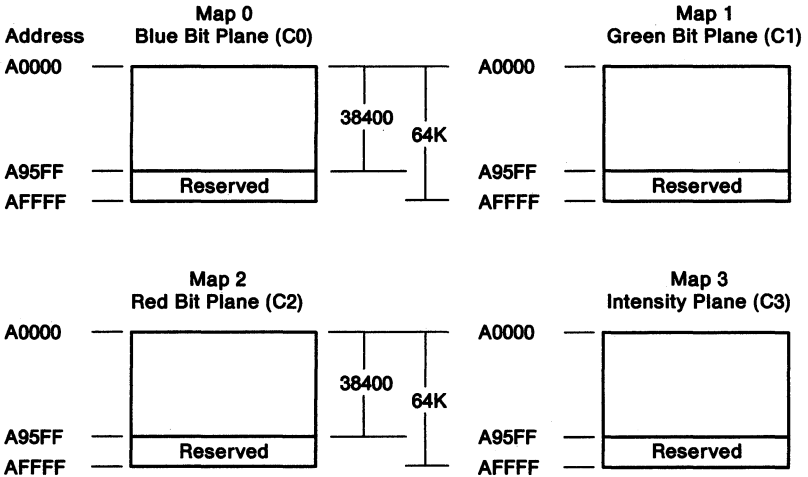 Map 0
Blue Bit Plane (C0)
Address
A0000
38400
64K
A95FF
Reserved
AFFFF
Map 1
Green Bit Plane (C1)
A0000
A95FF
Reserved
AFFFF
Map 2
Red Bit Plane (C2)
A0000
38400
64K
A95FF
Reserved
AFFFF
Map 3
Intensity Plane (C3)
A0000
A95FF
Reserved
AFFFF